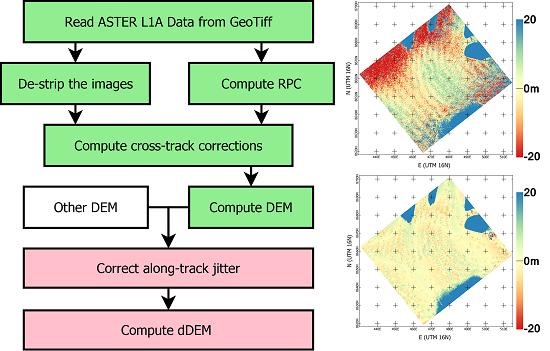 Read ASTER L1A Data from GeoTiff
De-strip the images
Compute RPC
Compute cross-track corrections
Other DEM
Compute DEM
Correct along-track jitter
Compute dDEM
20
0m
-20
N (UTM 16N)
E (UTM 16N)
20
0m
-20
N (UTM 16N)
E (UTM 16N)